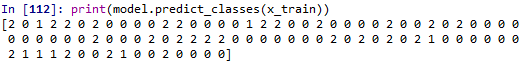 In [112]: print(model.predict_classes(x_train))
[2 0 1 2 2 0 2 0 0 0 0 2 2 0 0 0 0 1 2 2 0 0 2 0 0 0 0 2 0 0 2 0 2 0 0 0 0
 0 0 0 0 0 0 2 0 0 0 2 0 2 2 2 2 0 0 0 0 0 0 0 2 0 2 0 2 0 2 1 0 0 0 0 0 0
 2 1 1 1 2 0 0 2 1 0 0 2 0 0 0 0]